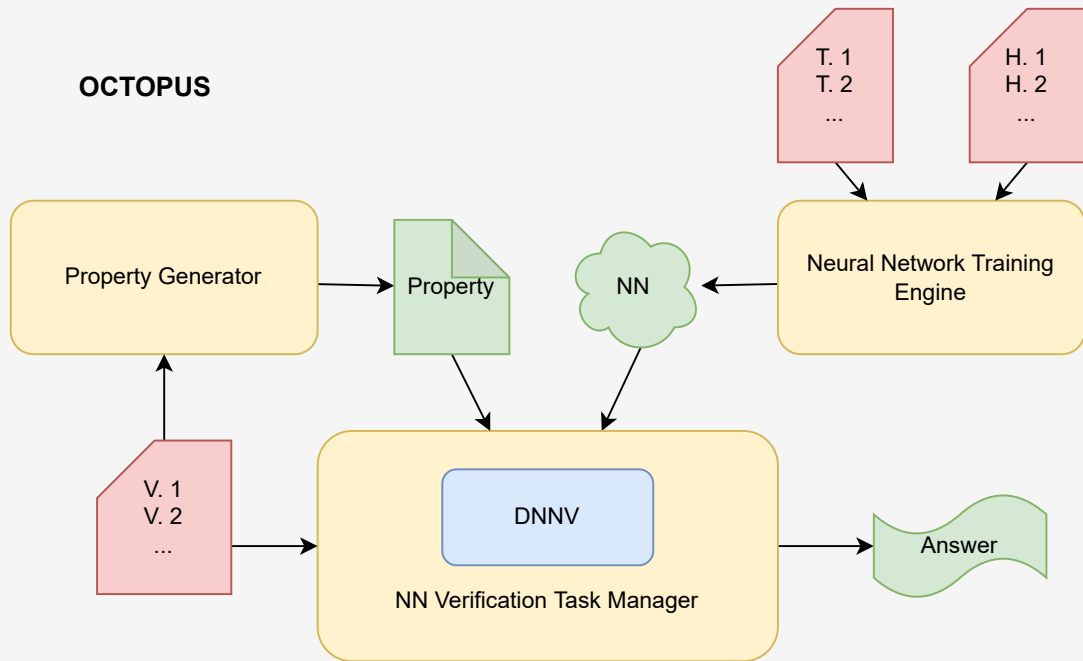 OCTOPUS
T. 1
T. 2
...
H. 1
H. 2
...
Property Generator
Property
NN
Neural Network Training
Engine
V. 1
V. 2
...
DNNV
NN Verification Task Manager
Answer